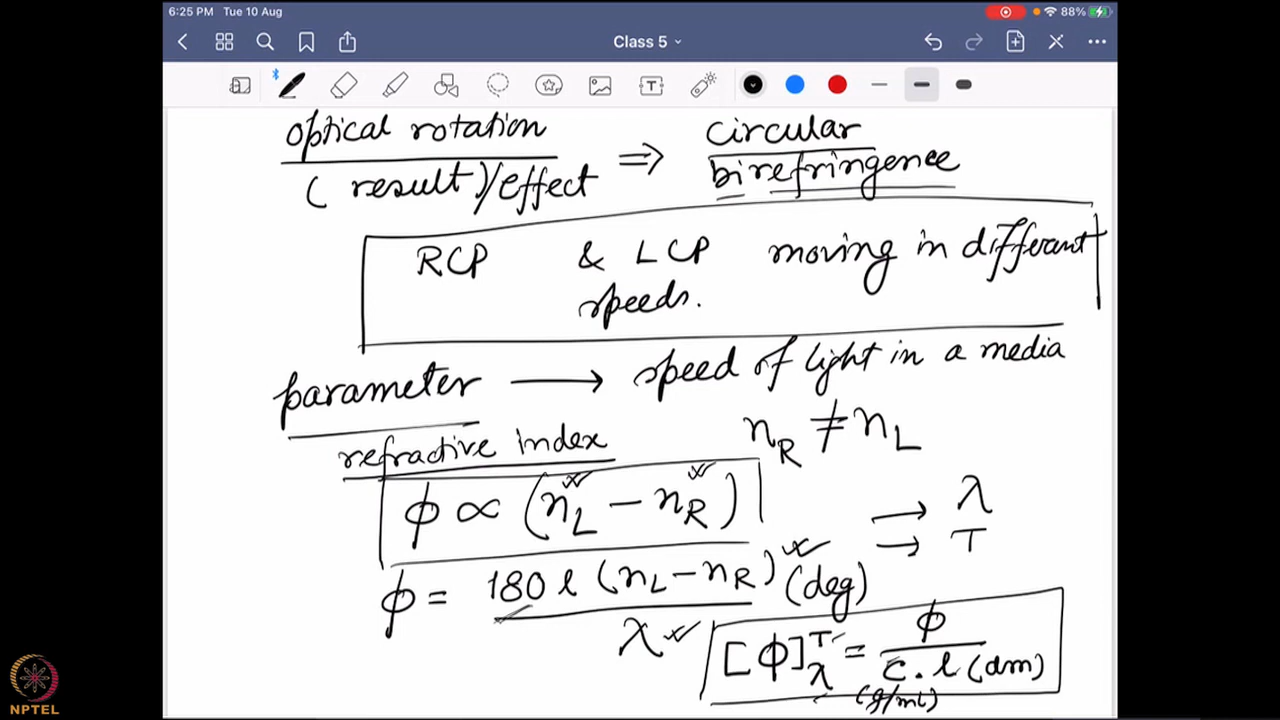 6:25 PM Tue 10 Aug 88%
Class 5
optical rotation ⇒ circular
(result)/effect birefringence
RCP & LCP moving in differant
speeds.
parameter ⟶ speed of light in a media
refractive index n_R ≠ n_L
ϕ ∝ (n_L − n_R) → λ
→ T
ϕ = 180 l (n_L − n_R) (deg)
λ
[ϕ]^T_λ = ϕ
c . l (dm)
(g/ml)
NPTEL